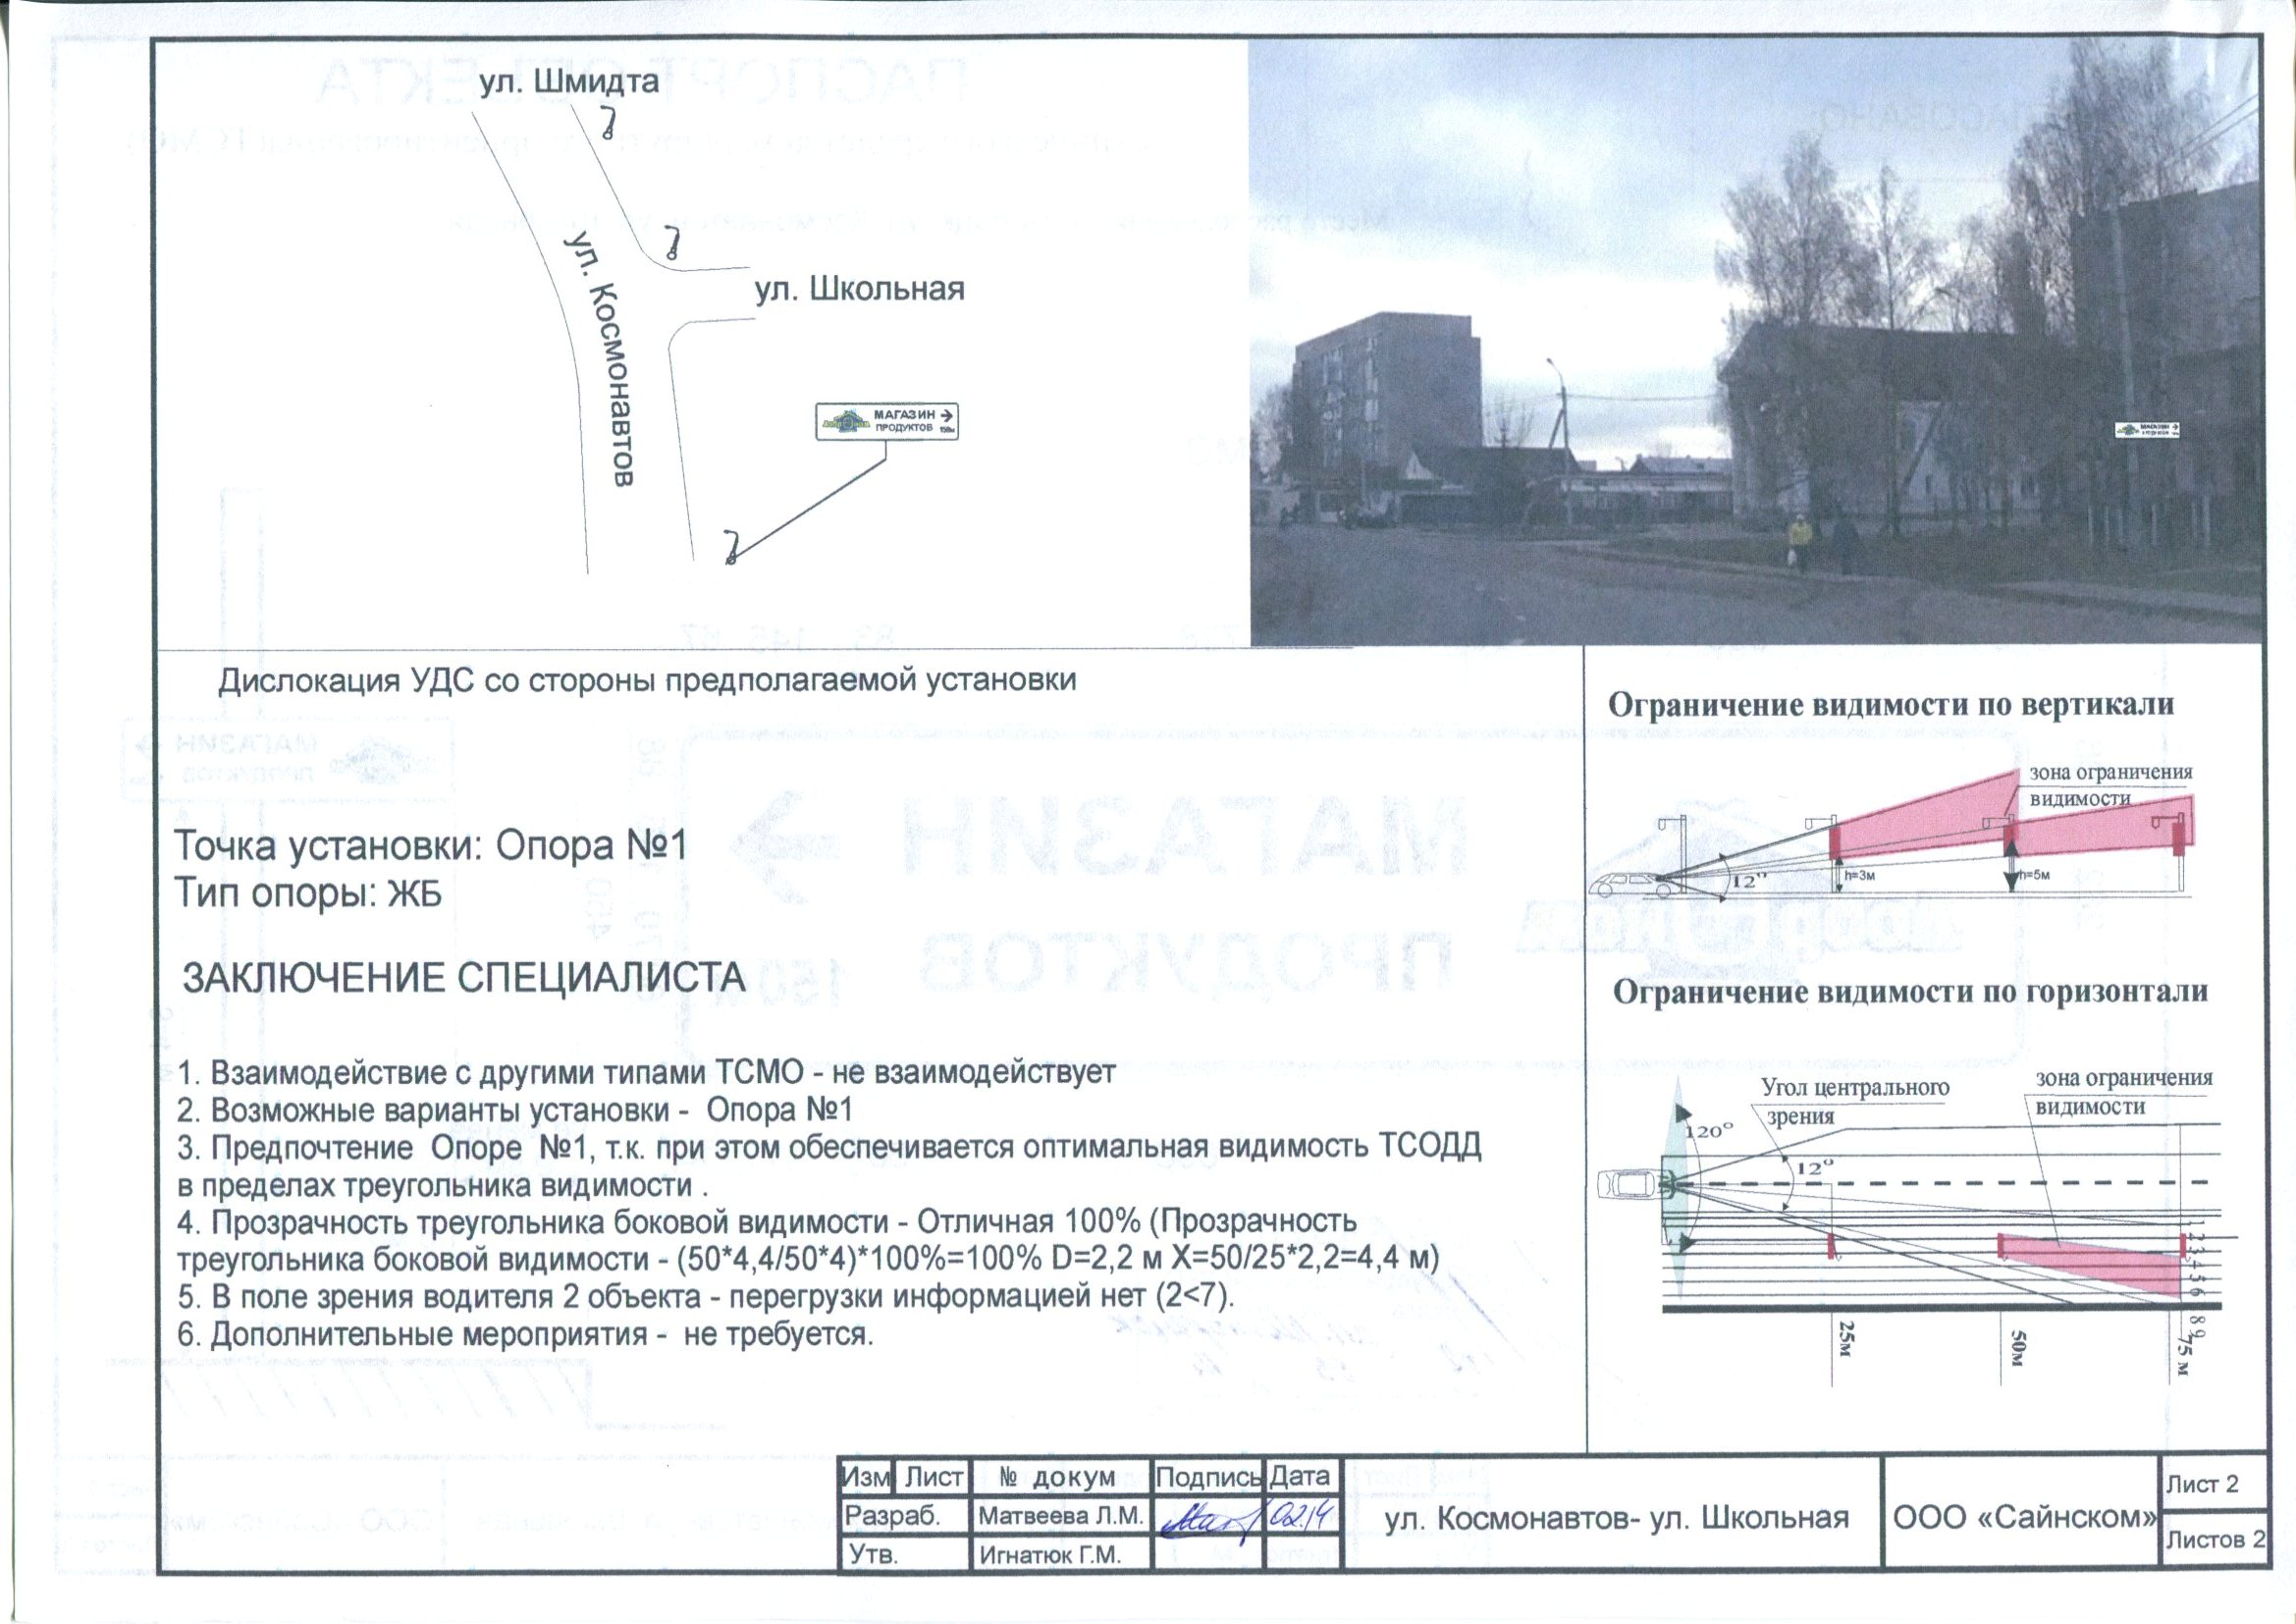 ул. Шмидта
ул. Школьная
ул. Космонавтов
МАГАЗИН
ПРОДУКТОВ 150м
МАГАЗИН
Дислокация УДС со стороны предполагаемой установки
Точка установки: Опора №1
Тип опоры: ЖБ
ЗАКЛЮЧЕНИЕ СПЕЦИАЛИСТА
1. Взаимодействие с другими типами ТСМО - не взаимодействует
2. Возможные варианты установки - Опора №1
3. Предпочтение Опоре №1, т.к. при этом обеспечивается оптимальная видимость ТСОДД
в пределах треугольника видимости .
4. Прозрачность треугольника боковой видимости - Отличная 100% (Прозрачность
треугольника боковой видимости - (50*4,4/50*4)*100%=100% D=2,2 м X=50/25*2,2=4,4 м)
5. В поле зрения водителя 2 объекта - перегрузки информацией нет (2<7).
6. Дополнительные мероприятия - не требуется.
Ограничение видимости по вертикали
зона ограничения
видимости
12°
h=3м
h=5м
Ограничение видимости по горизонтали
Угол центрального
зрения
зона ограничения
видимости
120°
12°
1 2 3 4 5 6
8 9
25м
50м
75 м
Изм Лист № докум Подпись Дата
Разраб. Матвеева Л.М. 02.14
Утв. Игнатюк Г.М.
ул. Космонавтов- ул. Школьная
ООО «Сайнском»
Лист 2
Листов 2